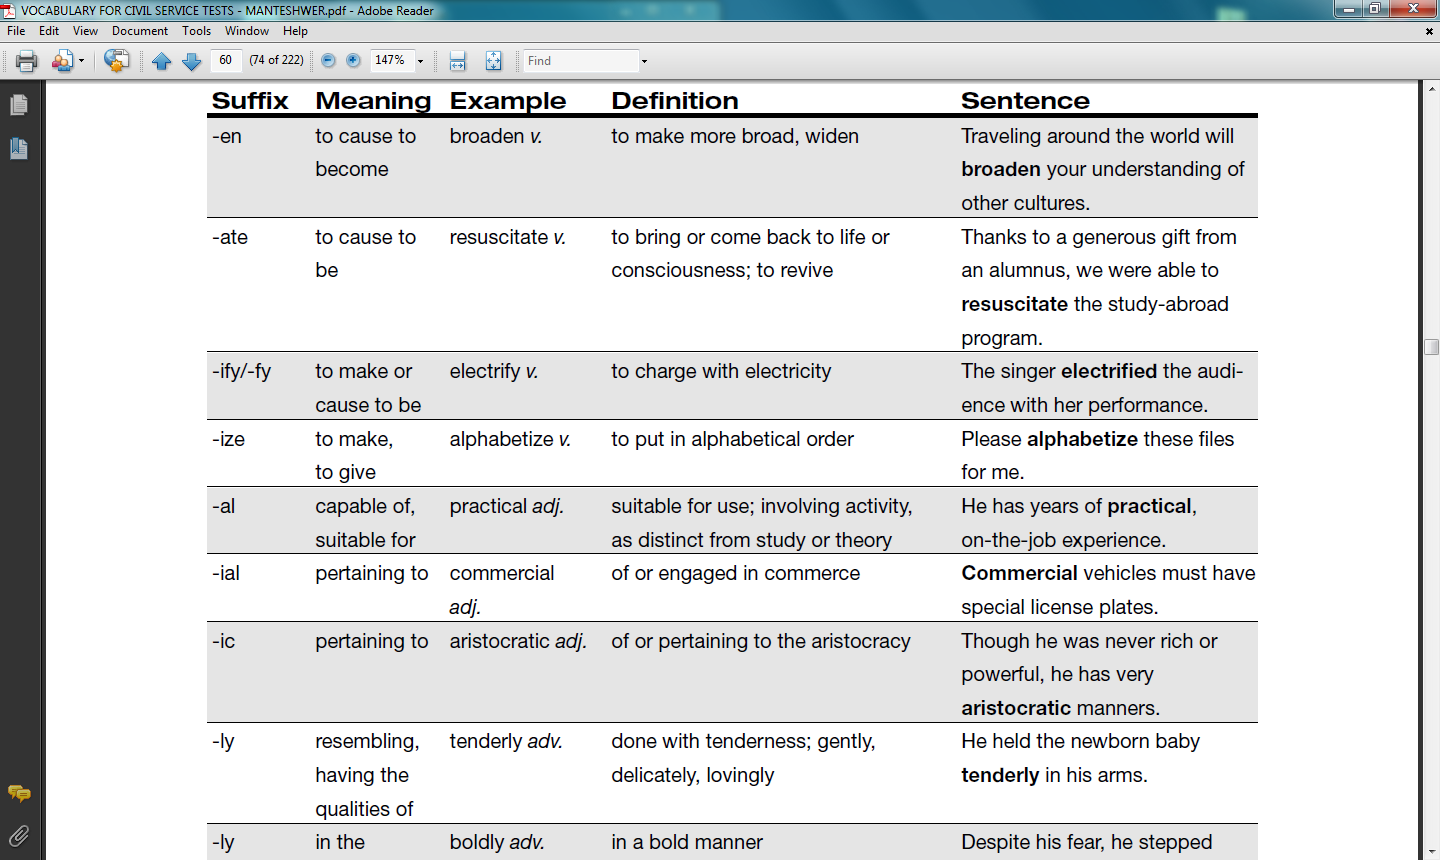 VOCABULARY FOR CIVIL SERVICE TESTS - MANTESHWER.pdf - Adobe Reader
File Edit View Document Tools Window Help
60 (74 of 222) 147% Find
Suffix Meaning Example Definition Sentence
-en to cause to broaden v. to make more broad, widen Traveling around the world will
become broaden your understanding of
other cultures.
-ate to cause to resuscitate v. to bring or come back to life or Thanks to a generous gift from
be consciousness; to revive an alumnus, we were able to
resuscitate the study-abroad
program.
-ify/-fy to make or electrify v. to charge with electricity The singer electrified the audi-
cause to be ence with her performance.
-ize to make, alphabetize v. to put in alphabetical order Please alphabetize these files
to give for me.
-al capable of, practical adj. suitable for use; involving activity, He has years of practical,
suitable for as distinct from study or theory on-the-job experience.
-ial pertaining to commercial of or engaged in commerce Commercial vehicles must have
adj. special license plates.
-ic pertaining to aristocratic adj. of or pertaining to the aristocracy Though he was never rich or
powerful, he has very
aristocratic manners.
-ly resembling, tenderly adv. done with tenderness; gently, He held the newborn baby
having the delicately, lovingly tenderly in his arms.
qualities of
-ly in the boldly adv. in a bold manner Despite his fear, he stepped